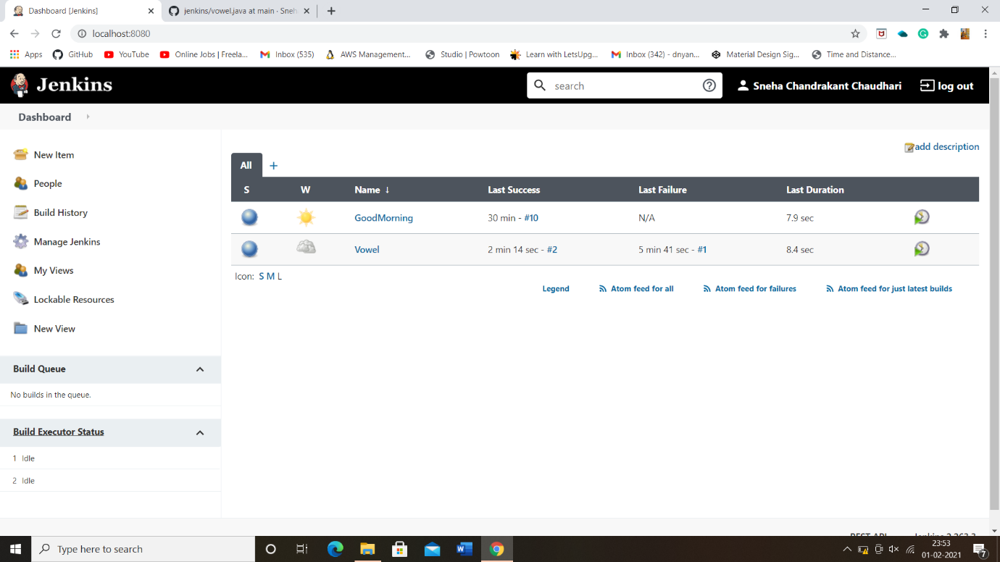 Dashboard [Jenkins]
jenkins/vowel.java at main · Sneh
localhost:8080
Apps GitHub YouTube Online Jobs | Freela... Inbox (535) AWS Management... Studio | Powtoon Learn with LetsUpg... Inbox (342) - dnyan... Material Design Sig... Time and Distance...
Jenkins
search
Sneha Chandrakant Chaudhari
log out
Dashboard
New Item
People
Build History
Manage Jenkins
My Views
Lockable Resources
New View
Build Queue
No builds in the queue.
Build Executor Status
1 Idle
2 Idle
add description
All +
S W Name ↓ Last Success Last Failure Last Duration
GoodMorning 30 min - #10 N/A 7.9 sec
Vowel 2 min 14 sec - #2 5 min 41 sec - #1 8.4 sec
Icon: S M L
Legend Atom feed for all Atom feed for failures Atom feed for just latest builds
REST API Jenkins 2.263.3
Type here to search
W
23:53
01-02-2021
7